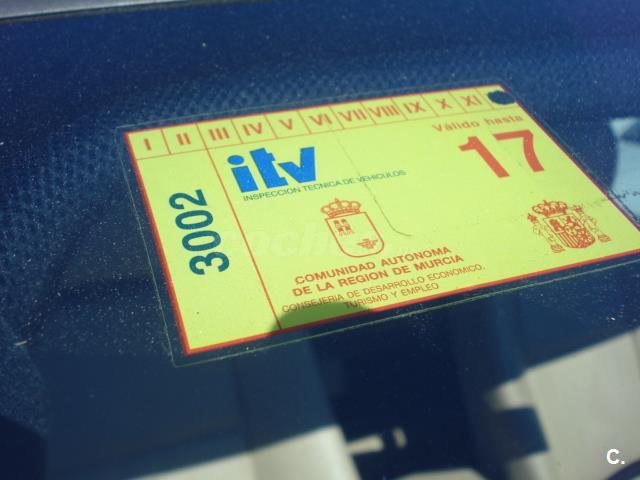 I II III IV V VI VII VIII IX X XI
Válido hasta
17
itv
INSPECCIÓN TECNICA DE VEHICULOS
3002
COMUNIDAD AUTONOMA
DE LA REGION DE MURCIA
CONSEJERIA DE DESARROLLO ECONOMICO,
TURISMO Y EMPLEO
C.